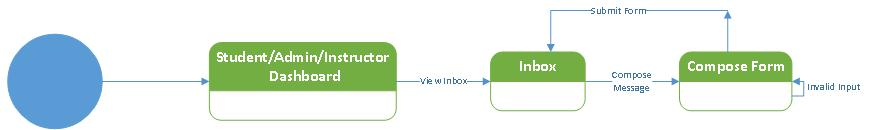 Submit Form
Student/Admin/Instructor
Dashboard
View Inbox
Inbox
Compose
Message
Compose Form
Invalid Input